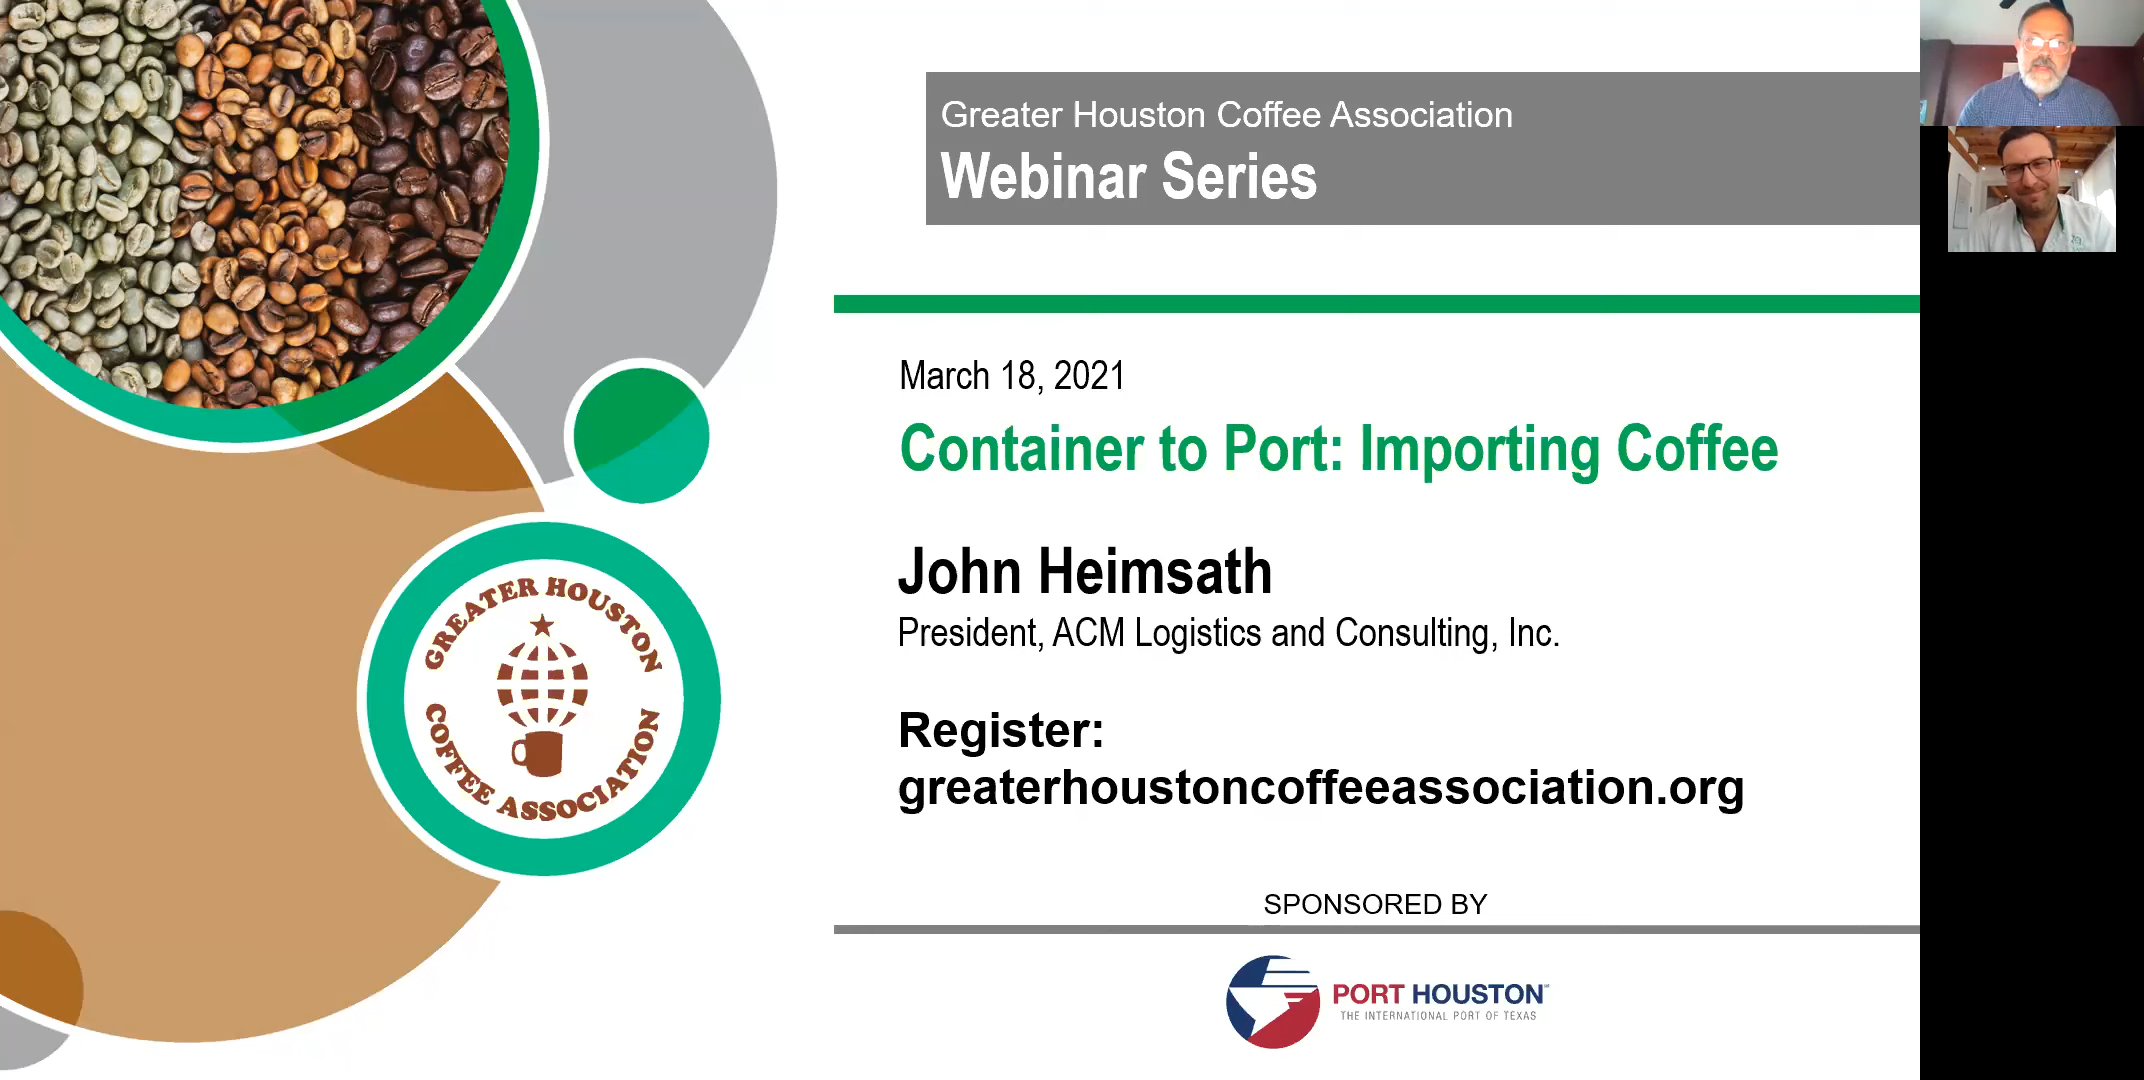 Greater Houston Coffee Association
Webinar Series
March 18, 2021
Container to Port: Importing Coffee
John Heimsath
President, ACM Logistics and Consulting, Inc.
Register:
greaterhoustoncoffeeassociation.org
GREATER HOUSTON
COFFEE ASSOCIATION
SPONSORED BY
PORT HOUSTON
THE INTERNATIONAL PORT OF TEXAS